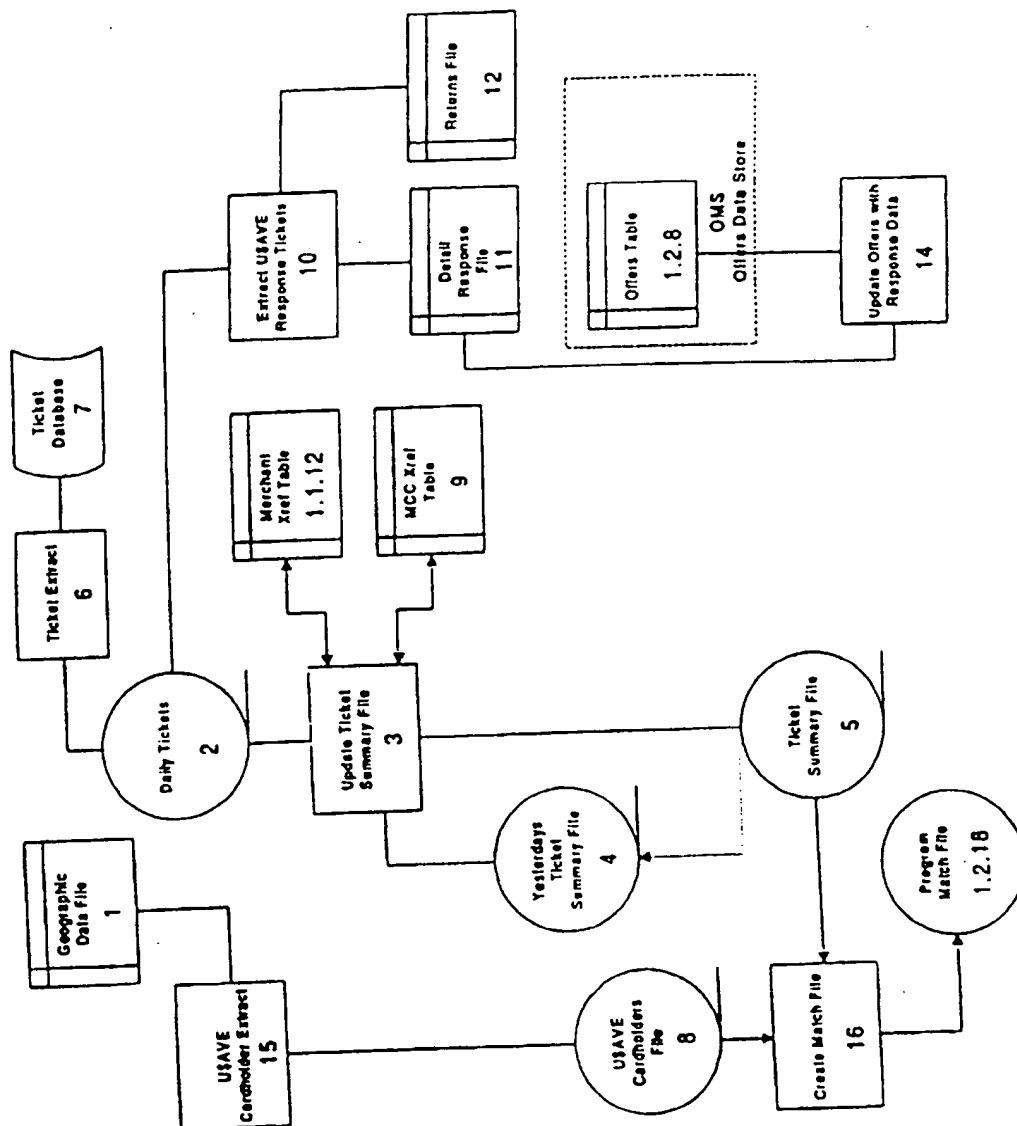 Geographic
Data File
1
USAVE
Cardholder Extract
15
USAVE
Cardholders
File
8
Create Match File
16
Program
Match File
1.2.18
Ticket
Database
7
Ticket Extract
6
Daily Tickets
2
Update Ticket
Summary File
3
Yesterdays
Ticket
Summary File
4
Ticket
Summary File
5
Merchant
Xref Table
1.1.12
MCC Xref
Table
9
Extract USAVE
Response Tickets
10
Returns File
12
Detail
Response
File
11
Offers Table
1.2.8
OMS
Offers Data Store
Update Offers with
Response Data
14